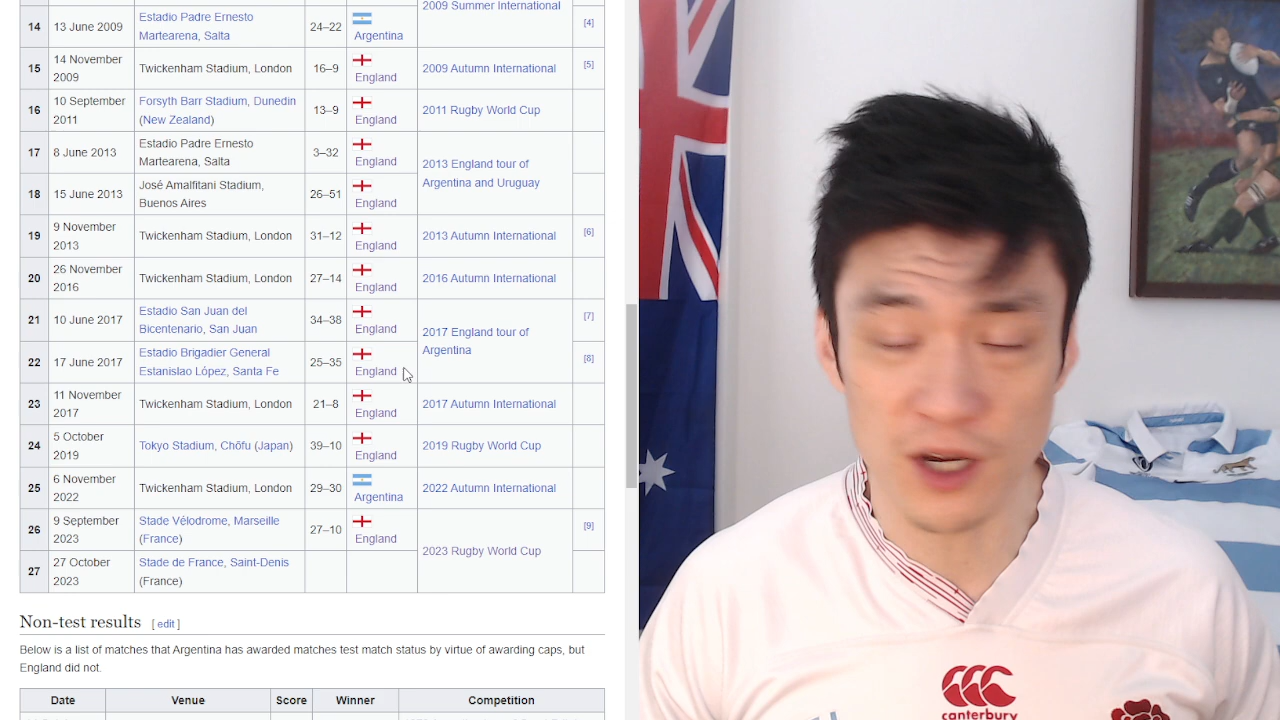 2009 Summer International
14 13 June 2009 Estadio Padre Ernesto 24–22 [4]
Martearena, Salta Argentina
15 14 November Twickenham Stadium, London 16–9 2009 Autumn International [5]
2009 England
16 10 September Forsyth Barr Stadium, Dunedin 13–9 2011 Rugby World Cup
2011 (New Zealand) England
17 8 June 2013 Estadio Padre Ernesto 3–32
Martearena, Salta England
2013 England tour of
Argentina and Uruguay
18 15 June 2013 José Amalfitani Stadium, 26–51
Buenos Aires England
19 9 November Twickenham Stadium, London 31–12 2013 Autumn International [6]
2013 England
20 26 November Twickenham Stadium, London 27–14 2016 Autumn International
2016 England
21 10 June 2017 Estadio San Juan del 34–38 [7]
Bicentenario, San Juan England
2017 England tour of
Argentina
22 17 June 2017 Estadio Brigadier General 25–35 [8]
Estanislao López, Santa Fe England
23 11 November Twickenham Stadium, London 21–8 2017 Autumn International
2017 England
24 5 October Tokyo Stadium, Chōfu (Japan) 39–10 2019 Rugby World Cup
2019 England
25 6 November Twickenham Stadium, London 29–30 2022 Autumn International
2022 Argentina
26 9 September Stade Vélodrome, Marseille 27–10 [9]
2023 (France) England
2023 Rugby World Cup
27 27 October Stade de France, Saint-Denis
2023 (France)
Non-test results [ edit ]
Below is a list of matches that Argentina has awarded matches test match status by virtue of awarding caps, but
England did not.
Date Venue Score Winner Competition
canterbury